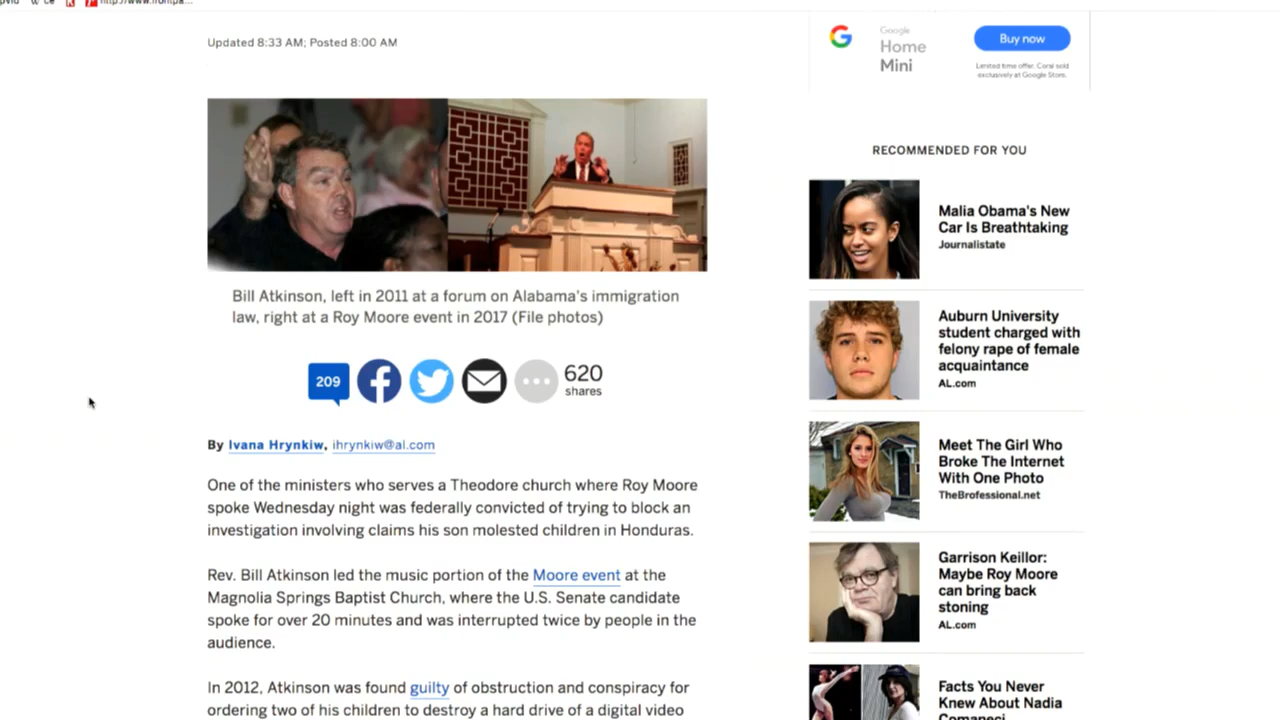 Updated 8:33 AM; Posted 8:00 AM
Google
Home
Mini
Buy now
Limited time offer. Coral sold
exclusively at Google Store.
Bill Atkinson, left in 2011 at a forum on Alabama's immigration
law, right at a Roy Moore event in 2017 (File photos)
209
620
shares
By Ivana Hrynkiw, ihrynkiw@al.com
One of the ministers who serves a Theodore church where Roy Moore
spoke Wednesday night was federally convicted of trying to block an
investigation involving claims his son molested children in Honduras.
Rev. Bill Atkinson led the music portion of the Moore event at the
Magnolia Springs Baptist Church, where the U.S. Senate candidate
spoke for over 20 minutes and was interrupted twice by people in the
audience.
In 2012, Atkinson was found guilty of obstruction and conspiracy for
ordering two of his children to destroy a hard drive of a digital video
RECOMMENDED FOR YOU
Malia Obama's New
Car Is Breathtaking
Journalistate
Auburn University
student charged with
felony rape of female
acquaintance
AL.com
Meet The Girl Who
Broke The Internet
With One Photo
TheBrofessional.net
Garrison Keillor:
Maybe Roy Moore
can bring back
stoning
AL.com
Facts You Never
Knew About Nadia
Comaneci